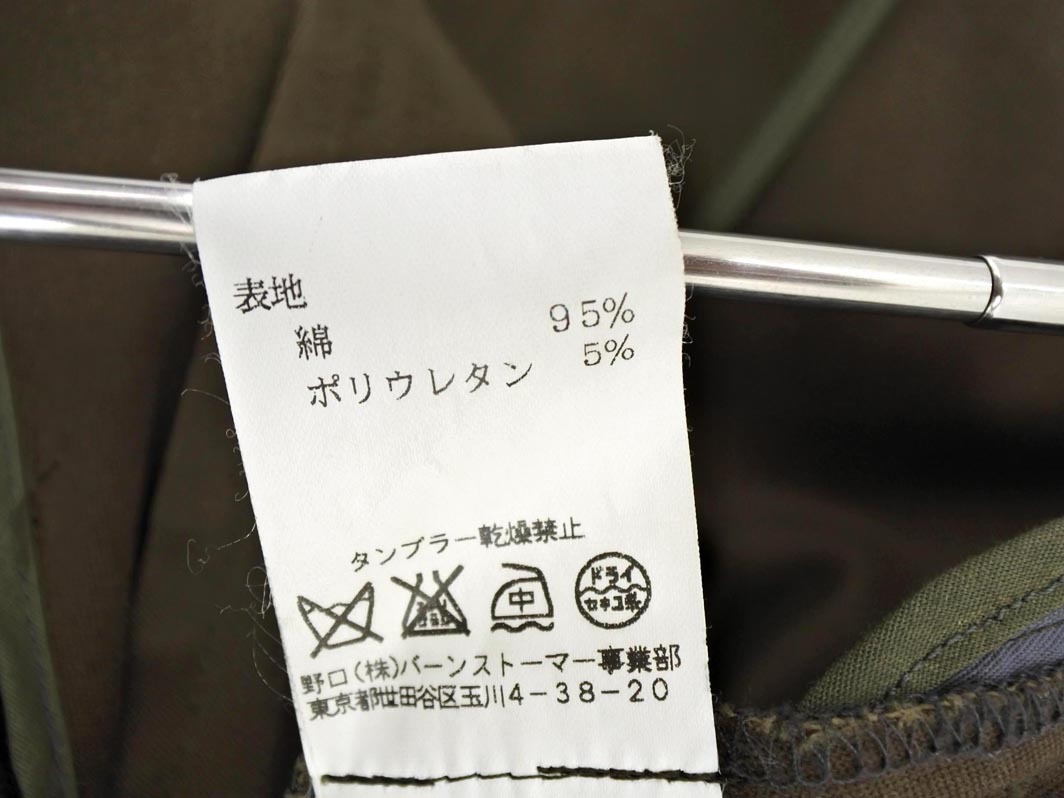 表地
綿 95%
ポリウレタン 5%
タンブラー乾燥禁止
中
ドライ
セキユ系
野口(株)バーンストーマー事業部
東京都世田谷区玉川4-38-20